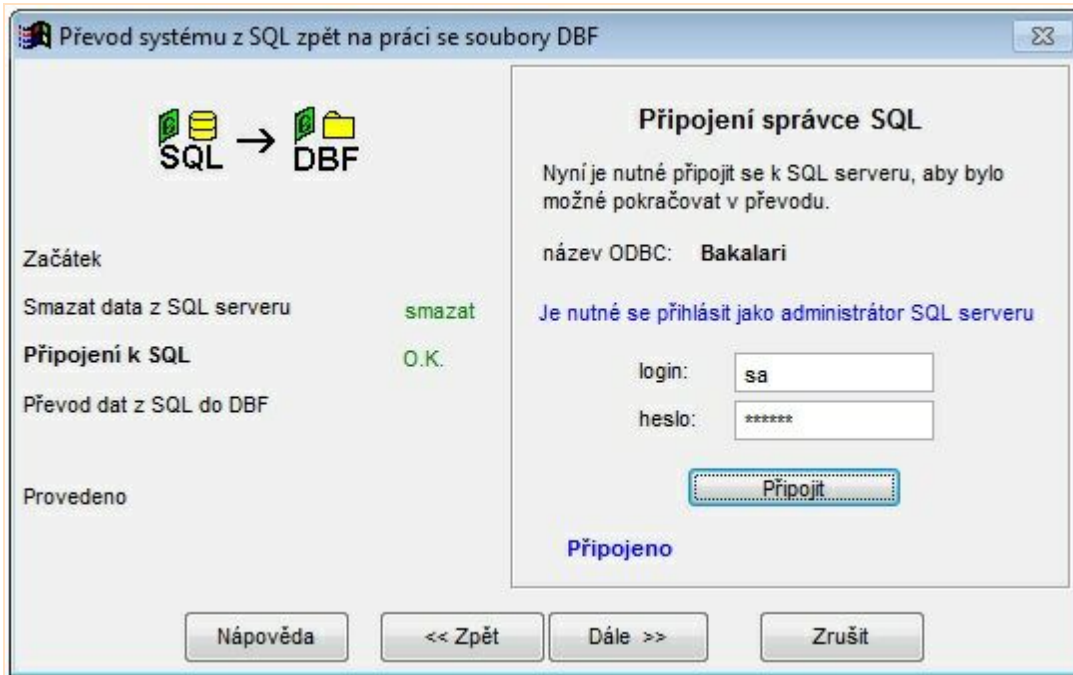 Převod systému z SQL zpět na práci se soubory DBF
SQL → DBF
Začátek
Smazat data z SQL serveru smazat
Připojení k SQL O.K.
Převod dat z SQL do DBF
Provedeno
Připojení správce SQL
Nyní je nutné připojit se k SQL serveru, aby bylo
možné pokračovat v převodu.
název ODBC: Bakalari
Je nutné se přihlásit jako administrátor SQL serveru
login: sa
heslo: ******
Připojit
Připojeno
Nápověda << Zpět Dále >> Zrušit